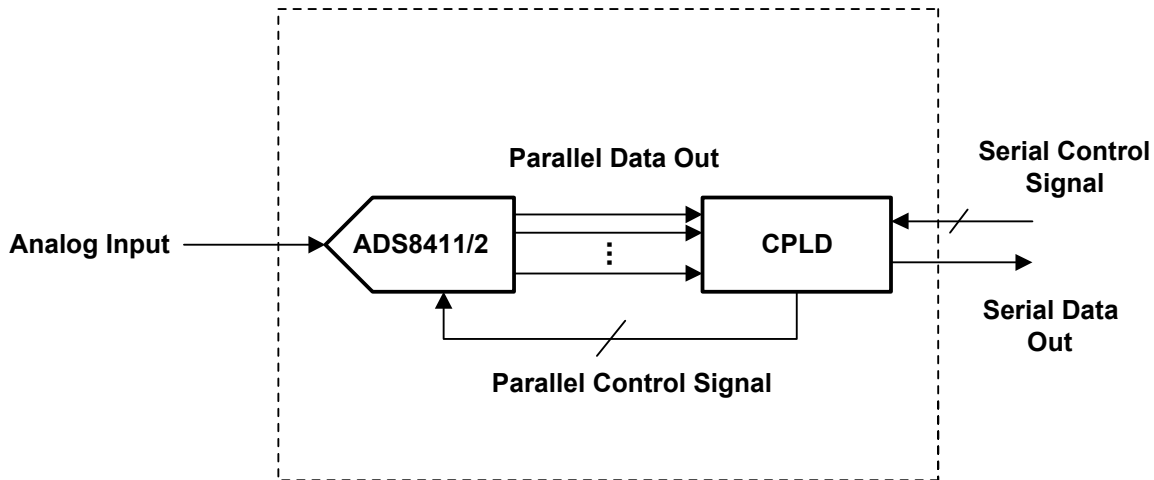 Parallel Data Out
Serial Control
Signal
Analog Input
ADS8411/2
CPLD
Serial Data
Out
Parallel Control Signal